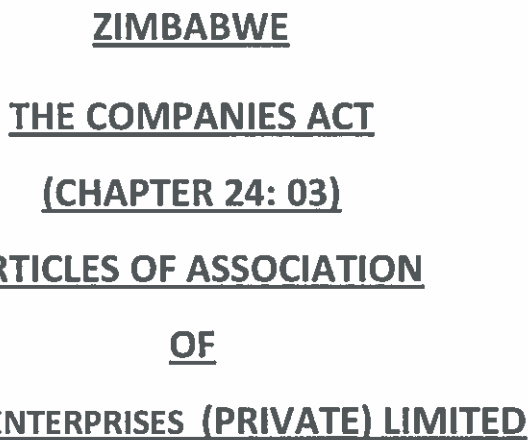 ZIMBABWE
THE COMPANIES ACT
(CHAPTER 24: 03)
RTICLES OF ASSOCIATION
OF
ENTERPRISES (PRIVATE) LIMITED